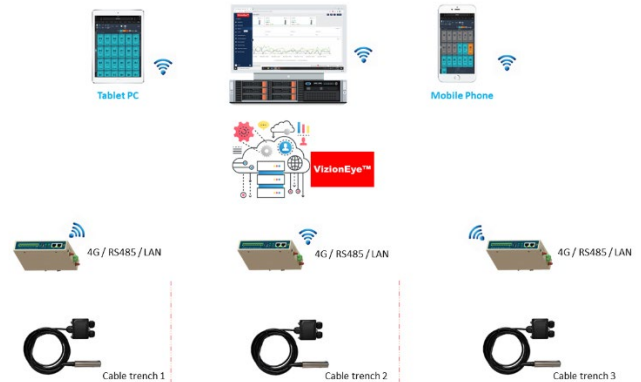 Tablet PC
Mobile Phone
VizionEye™
4G / RS485 / LAN
4G / RS485 / LAN
4G / RS485 / LAN
Cable trench 1
Cable trench 2
Cable trench 3